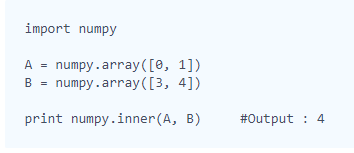 import numpy
A = numpy.array([0, 1])
B = numpy.array([3, 4])
print numpy.inner(A, B)     #Output : 4